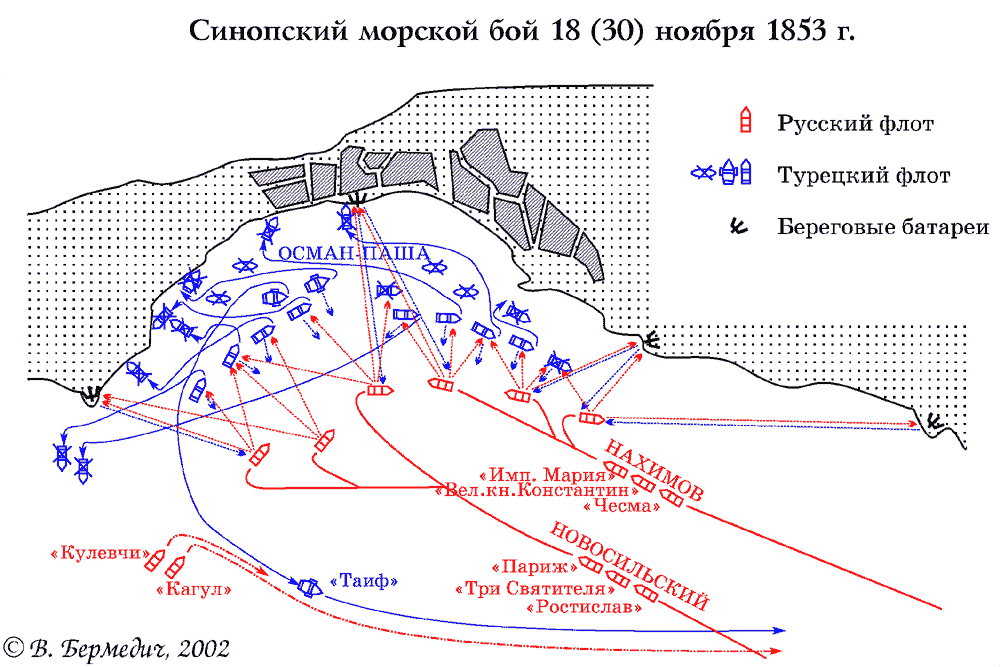 Синопский морской бой 18 (30) ноября 1853 г.
Русский флот
Турецкий флот
Береговые батареи
ОСМАН-ПАША
НАХИМОВ
«Имп. Мария»
«Вел.кн.Константин»
«Чесма»
НОВОСИЛЬСКИЙ
«Париж»
«Три Святителя»
«Ростислав»
«Кулевчи»
«Кагул»
«Таиф»
© В. Бермедич, 2002